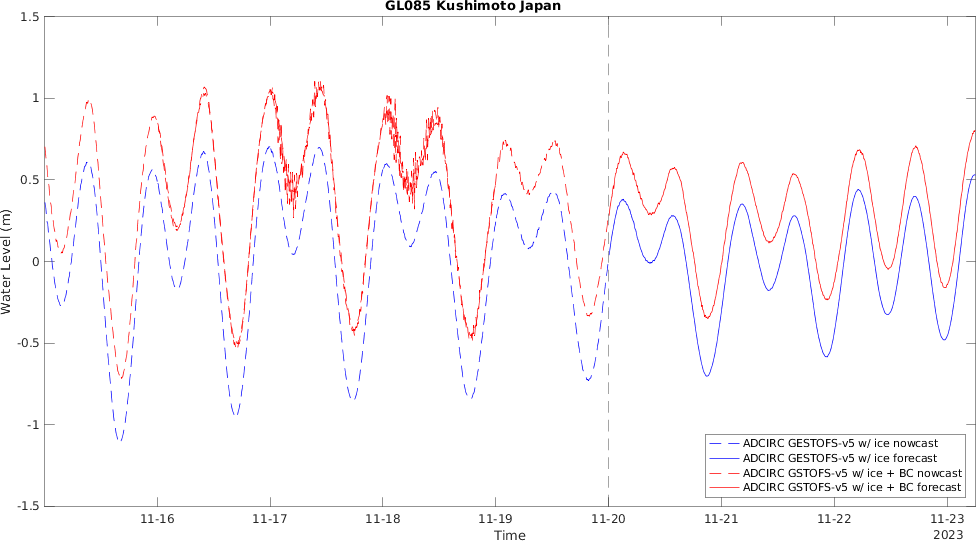 GL085 Kushimoto Japan
1.5
1
0.5
0
-0.5
-1
-1.5
Water Level (m)
ADCIRC GESTOFS-v5 w/ ice nowcast
ADCIRC GESTOFS-v5 w/ ice forecast
ADCIRC GSTOFS-v5 w/ ice + BC nowcast
ADCIRC GSTOFS-v5 w/ ice + BC forecast
11-16 11-17 11-18 11-19 11-20 11-21 11-22 11-23
Time
2023